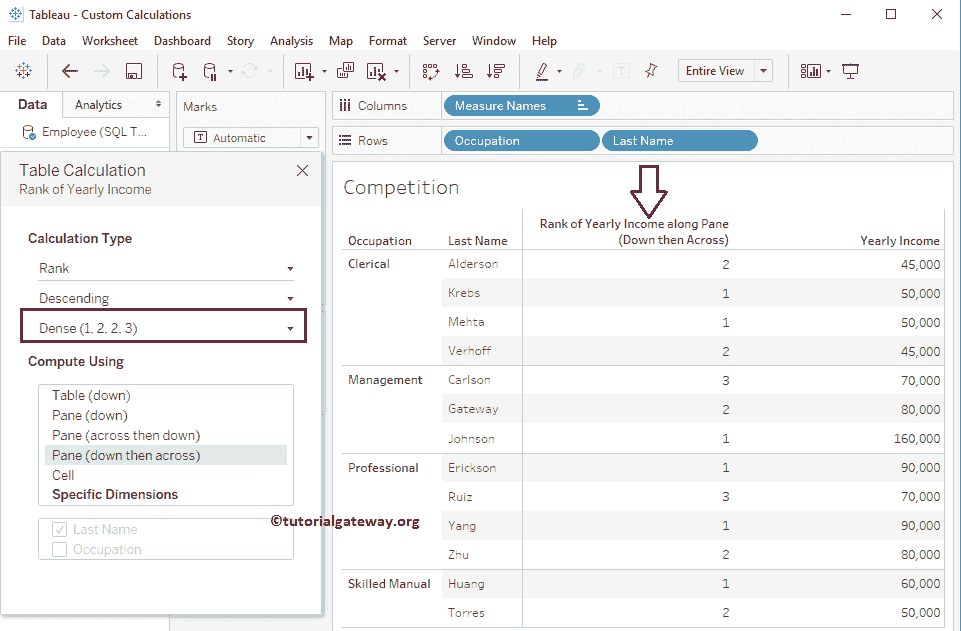 Tableau - Custom Calculations
File Data Worksheet Dashboard Story Analysis Map Format Server Window Help
Entire View
Data Analytics
Employee (SQL T...
Marks
Automatic
Columns Measure Names
Rows Occupation Last Name
Table Calculation
Rank of Yearly Income
Calculation Type
Rank
Descending
Dense (1, 2, 2, 3)
Compute Using
Table (down)
Pane (down)
Pane (across then down)
Pane (down then across)
Cell
Specific Dimensions
Last Name
Occupation
©tutorialgateway.org
Competition
Rank of Yearly Income along Pane
Occupation Last Name (Down then Across) Yearly Income
Clerical Alderson 2 45,000
Krebs 1 50,000
Mehta 1 50,000
Verhoff 2 45,000
Management Carlson 3 70,000
Gateway 2 80,000
Johnson 1 160,000
Professional Erickson 1 90,000
Ruiz 3 70,000
Yang 1 90,000
Zhu 2 80,000
Skilled Manual Huang 1 60,000
Torres 2 50,000